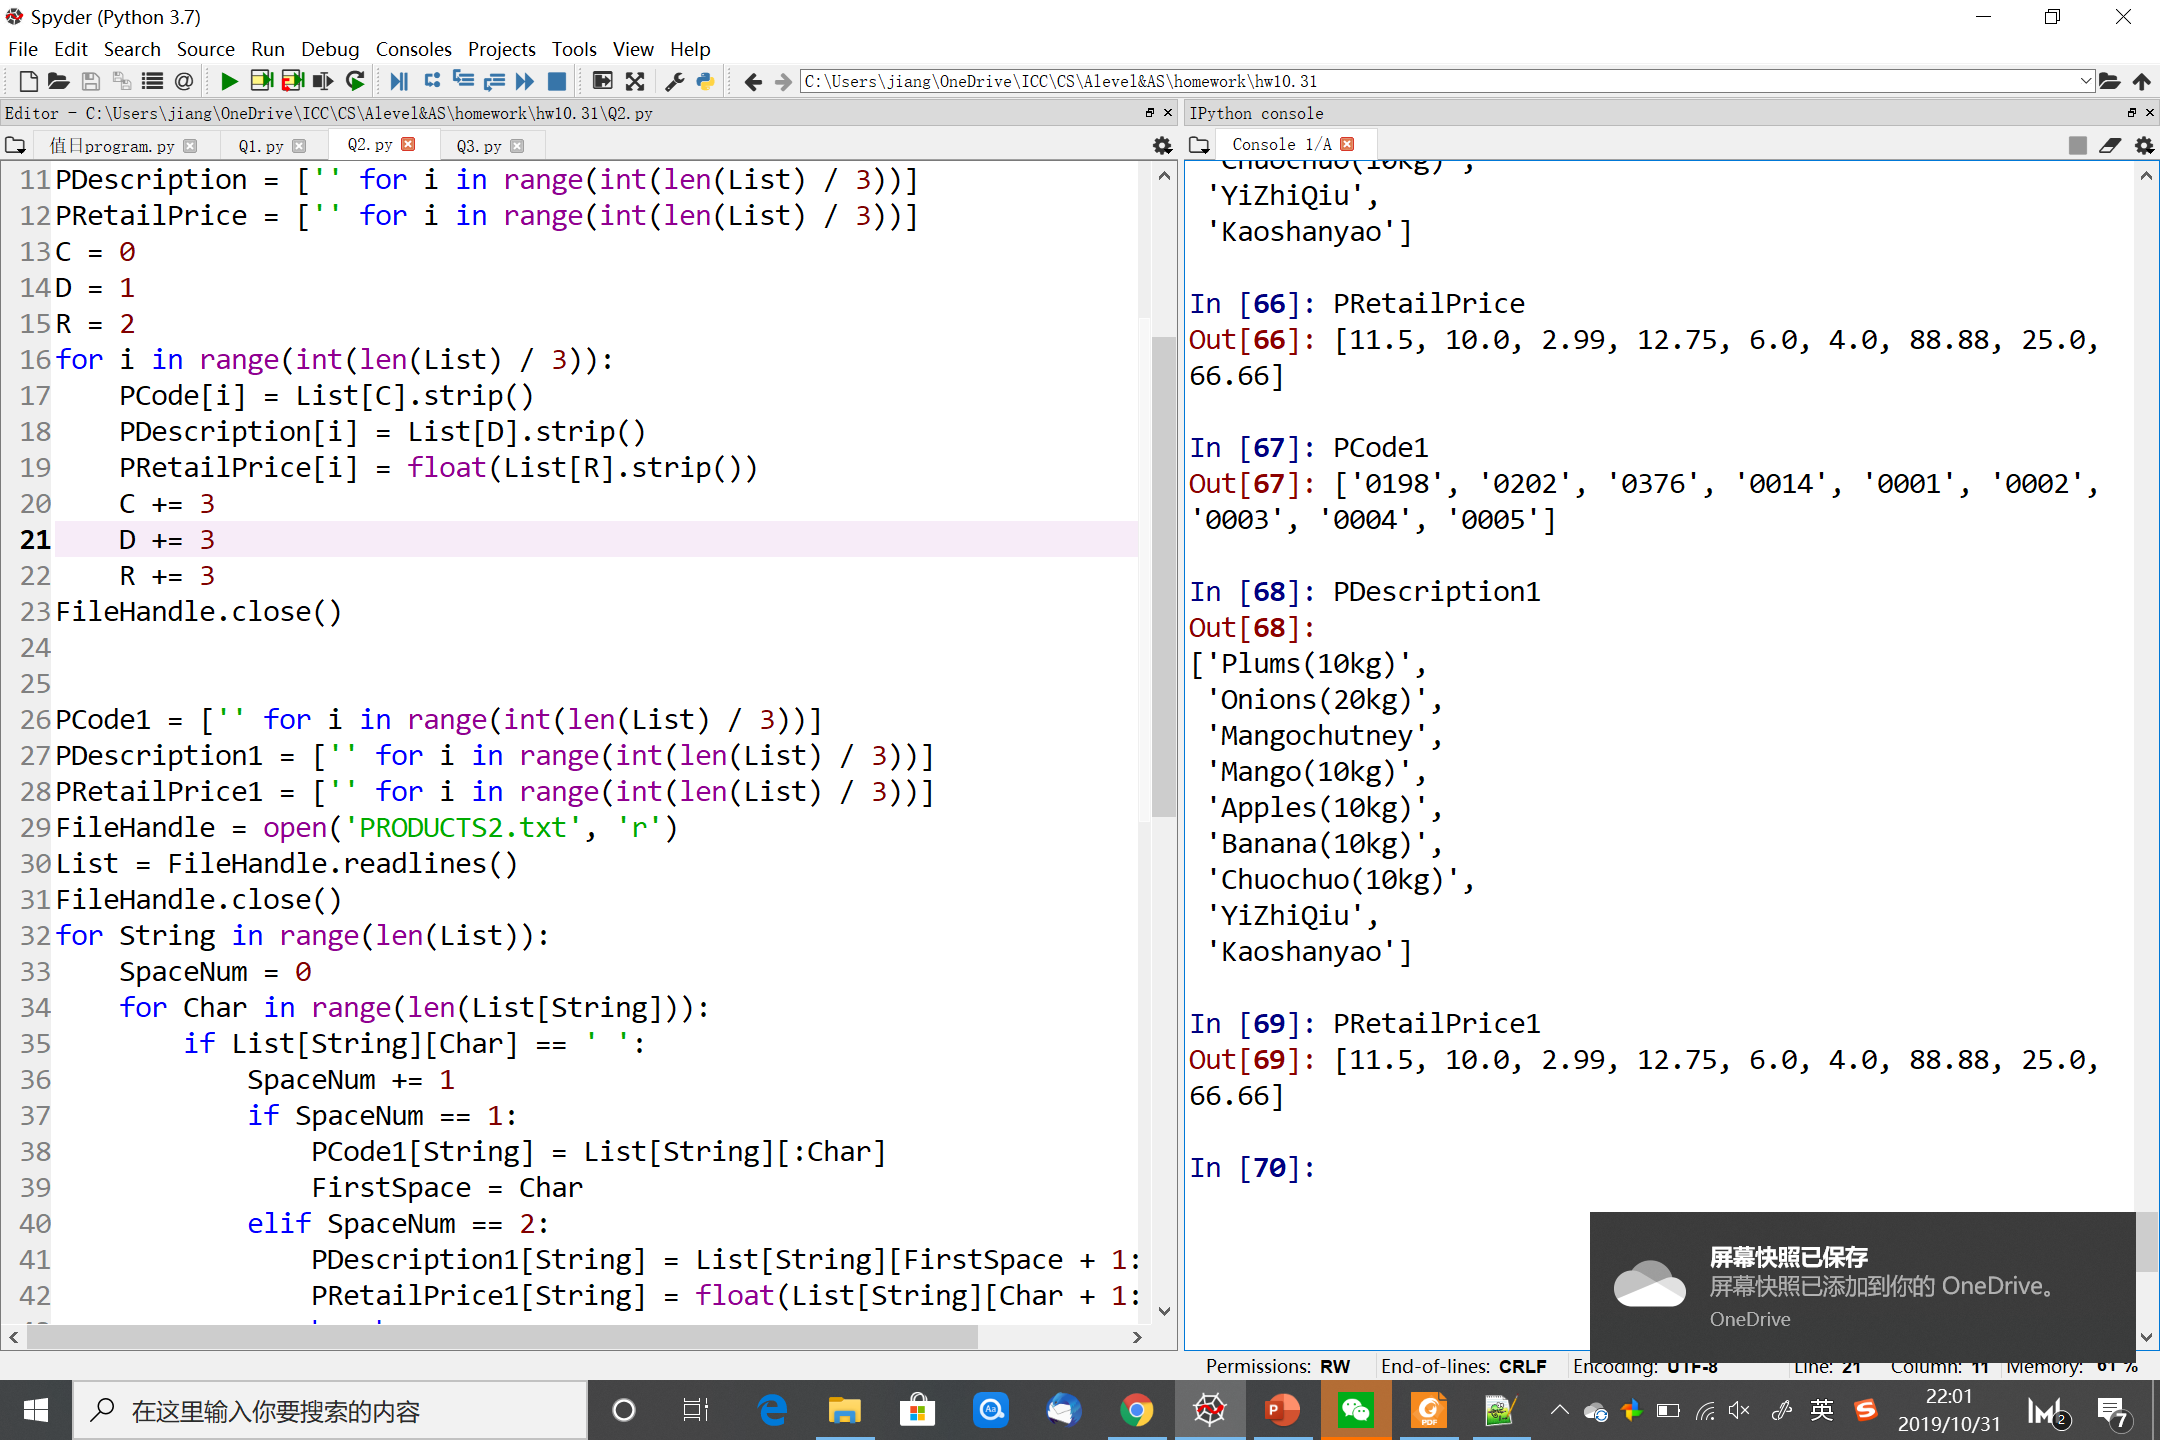 Spyder (Python 3.7)
File Edit Search Source Run Debug Consoles Projects Tools View Help
C:\Users\jiang\OneDrive\ICC\CS\Alevel&AS\homework\hw10.31
Editor - C:\Users\jiang\OneDrive\ICC\CS\Alevel&AS\homework\hw10.31\Q2.py
值日program.py Q1.py Q2.py Q3.py
11 PDescription = ['' for i in range(int(len(List) / 3))]
12 PRetailPrice = ['' for i in range(int(len(List) / 3))]
13 C = 0
14 D = 1
15 R = 2
16 for i in range(int(len(List) / 3)):
17     PCode[i] = List[C].strip()
18     PDescription[i] = List[D].strip()
19     PRetailPrice[i] = float(List[R].strip())
20     C += 3
21     D += 3
22     R += 3
23 FileHandle.close()
24
25
26 PCode1 = ['' for i in range(int(len(List) / 3))]
27 PDescription1 = ['' for i in range(int(len(List) / 3))]
28 PRetailPrice1 = ['' for i in range(int(len(List) / 3))]
29 FileHandle = open('PRODUCTS2.txt', 'r')
30 List = FileHandle.readlines()
31 FileHandle.close()
32 for String in range(len(List)):
33     SpaceNum = 0
34     for Char in range(len(List[String])):
35         if List[String][Char] == ' ':
36             SpaceNum += 1
37             if SpaceNum == 1:
38                 PCode1[String] = List[String][:Char]
39                 FirstSpace = Char
40             elif SpaceNum == 2:
41                 PDescription1[String] = List[String][FirstSpace + 1:
42                 PRetailPrice1[String] = float(List[String][Char + 1:
IPython console
Console 1/A
'Chuochuo(10kg)',
'YiZhiQiu',
'Kaoshanyao']
In [66]: PRetailPrice
Out[66]: [11.5, 10.0, 2.99, 12.75, 6.0, 4.0, 88.88, 25.0,
66.66]
In [67]: PCode1
Out[67]: ['0198', '0202', '0376', '0014', '0001', '0002',
'0003', '0004', '0005']
In [68]: PDescription1
Out[68]:
['Plums(10kg)',
'Onions(20kg)',
'Mangochutney',
'Mango(10kg)',
'Apples(10kg)',
'Banana(10kg)',
'Chuochuo(10kg)',
'YiZhiQiu',
'Kaoshanyao']
In [69]: PRetailPrice1
Out[69]: [11.5, 10.0, 2.99, 12.75, 6.0, 4.0, 88.88, 25.0,
66.66]
In [70]:
屏幕快照已保存
屏幕快照已添加到你的 OneDrive。
OneDrive
Permissions: RW End-of-lines: CRLF Encoding: UTF-8 Line: 21 Column: 11 Memory: 61 %
在这里输入你要搜索的内容
英
22:01
2019/10/31
2
7